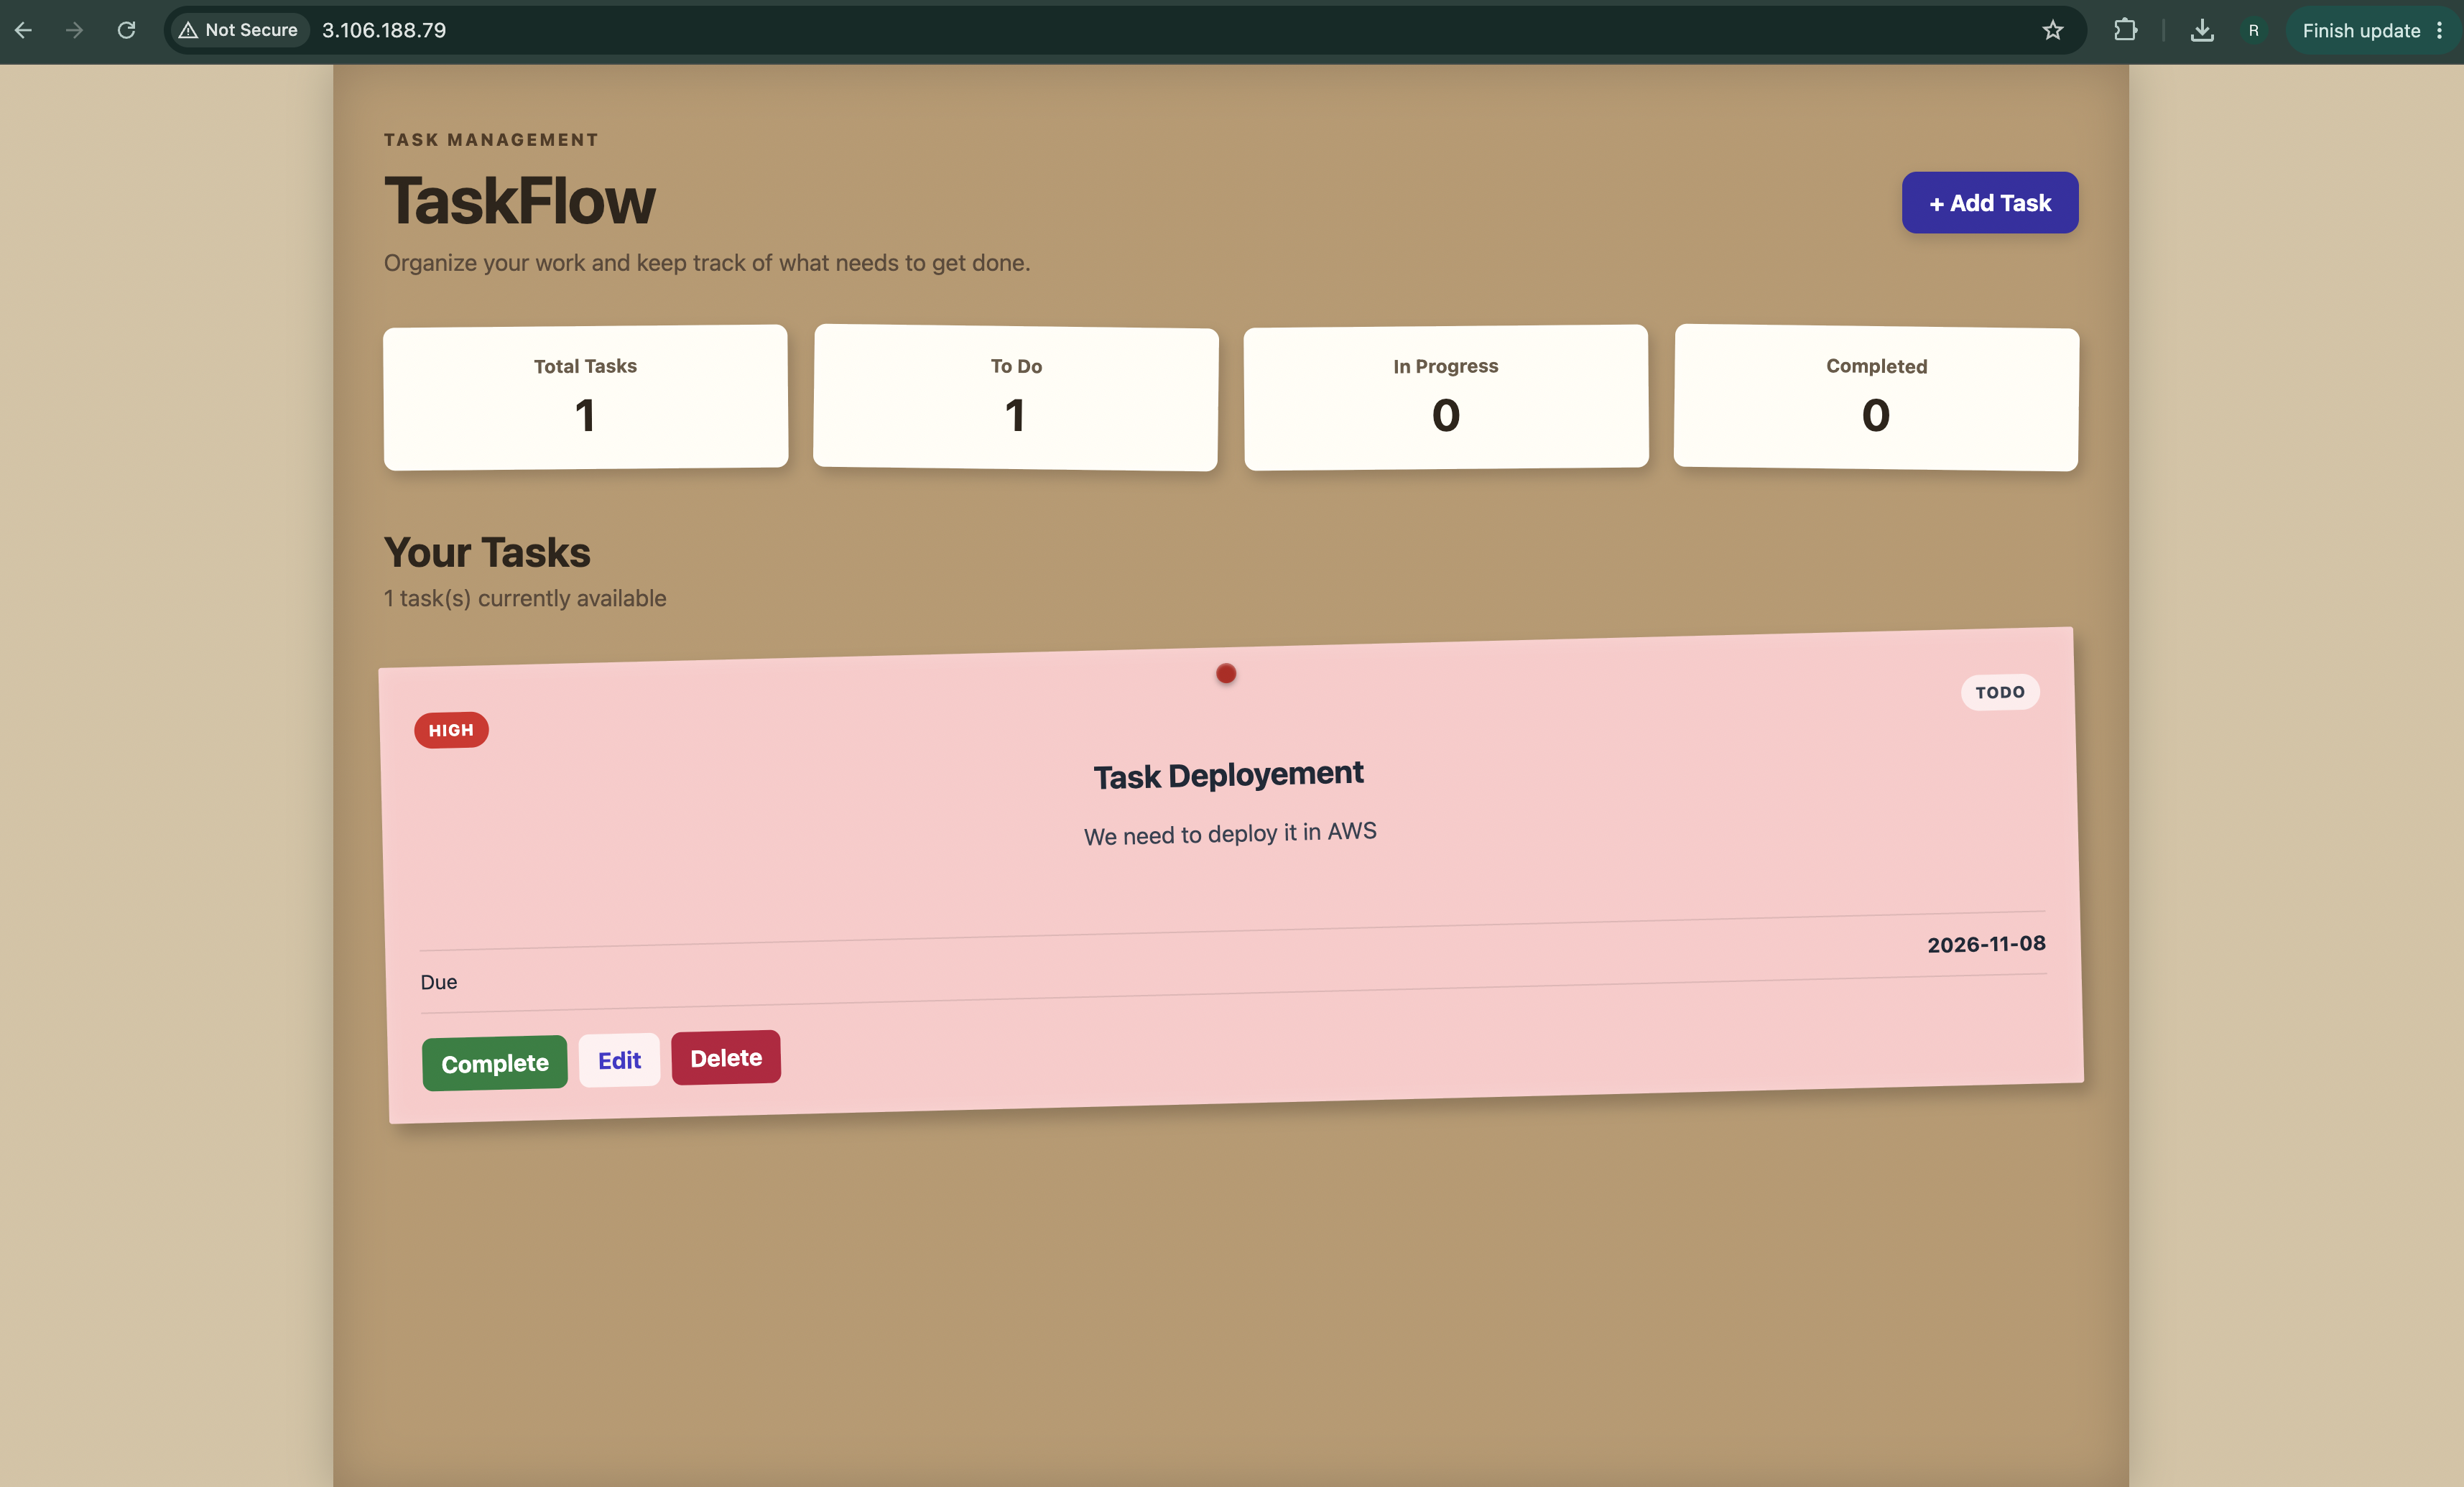 Not Secure 3.106.188.79 R Finish update
TASK MANAGEMENT
TaskFlow
+ Add Task
Organize your work and keep track of what needs to get done.
Total Tasks
1
To Do
1
In Progress
0
Completed
0
Your Tasks
1 task(s) currently available
HIGH
TODO
Task Deployement
We need to deploy it in AWS
Due 2026-11-08
Complete Edit Delete